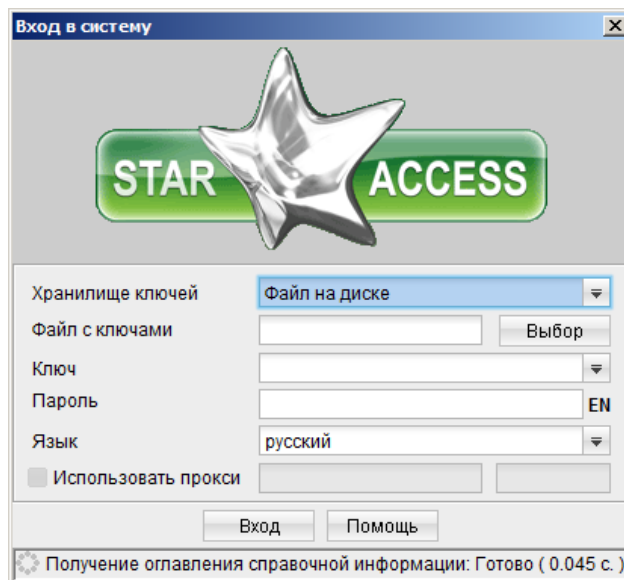 Вход в систему
STAR ACCESS
Хранилище ключей Файл на диске
Файл с ключами Выбор
Ключ
Пароль EN
Язык русский
Использовать прокси
Вход Помощь
Получение оглавления справочной информации: Готово ( 0.045 с. )